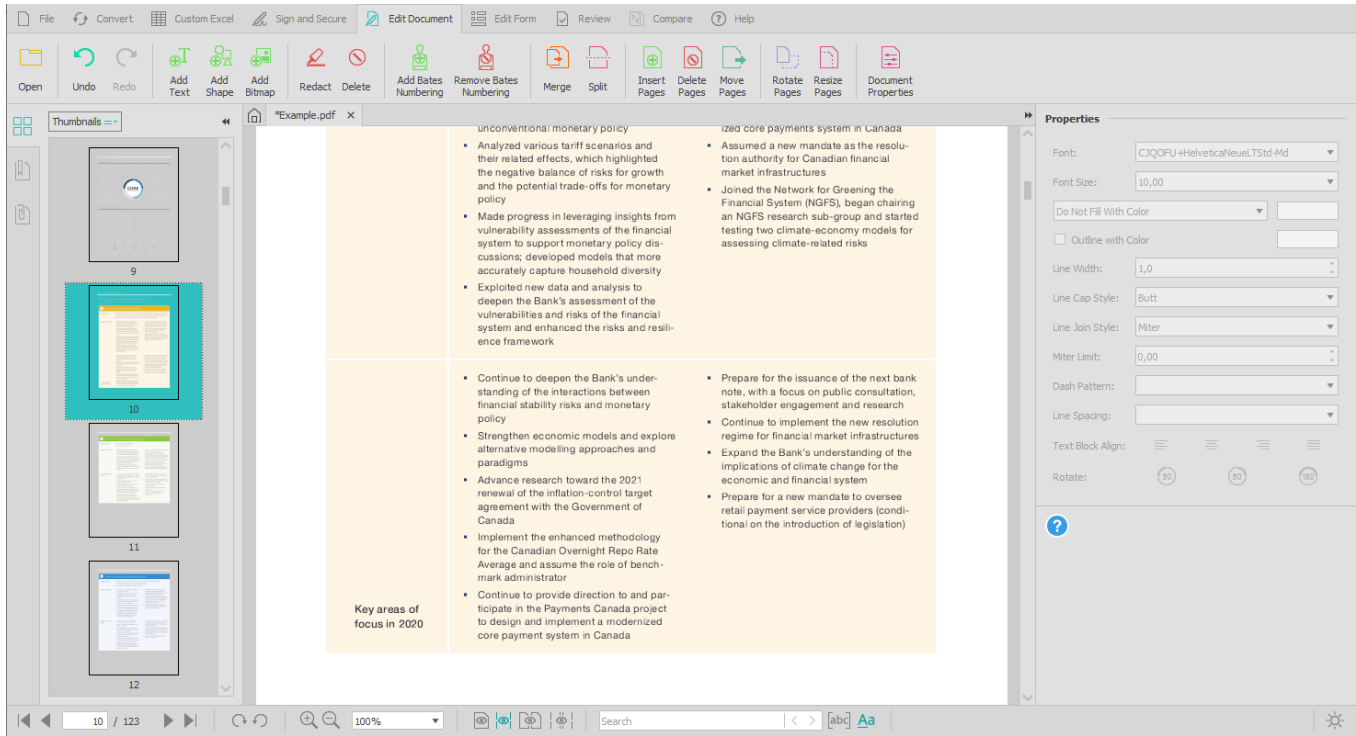 File Convert Custom Excel Sign and Secure Edit Document Edit Form Review Compare Help
Open Undo Redo Add Text Add Shape Add Bitmap Redact Delete Add Bates Numbering Remove Bates Numbering Merge Split Insert Pages Delete Pages Move Pages Rotate Pages Resize Pages Document Properties
Thumbnails
*Example.pdf
9
10
11
12
unconventional monetary policy
• Analyzed various tariff scenarios and
their related effects, which highlighted
the negative balance of risks for growth
and the potential trade-offs for monetary
policy
• Made progress in leveraging insights from
vulnerability assessments of the financial
system to support monetary policy dis-
cussions; developed models that more
accurately capture household diversity
• Exploited new data and analysis to
deepen the Bank's assessment of the
vulnerabilities and risks of the financial
system and enhanced the risks and resili-
ence framework
ized core payments system in Canada
• Assumed a new mandate as the resolu-
tion authority for Canadian financial
market infrastructures
• Joined the Network for Greening the
Financial System (NGFS), began chairing
an NGFS research sub-group and started
testing two climate-economy models for
assessing climate-related risks
Key areas of
focus in 2020
• Continue to deepen the Bank's under-
standing of the interactions between
financial stability risks and monetary
policy
• Strengthen economic models and explore
alternative modelling approaches and
paradigms
• Advance research toward the 2021
renewal of the inflation-control target
agreement with the Government of
Canada
• Implement the enhanced methodology
for the Canadian Overnight Repo Rate
Average and assume the role of bench-
mark administrator
• Continue to provide direction to and par-
ticipate in the Payments Canada project
to design and implement a modernized
core payment system in Canada
• Prepare for the issuance of the next bank
note, with a focus on public consultation,
stakeholder engagement and research
• Continue to implement the new resolution
regime for financial market infrastructures
• Expand the Bank's understanding of the
implications of climate change for the
economic and financial system
• Prepare for a new mandate to oversee
retail payment service providers (condi-
tional on the introduction of legislation)
Properties
Font: CJQOFU+HelveticaNeueLTStd-Md
Font Size: 10,00
Do Not Fill With Color
Outline with Color
Line Width: 1,0
Line Cap Style: Butt
Line Join Style: Miter
Miter Limit: 0,00
Dash Pattern:
Line Spacing:
Text Block Align:
Rotate: 90 90 180
?
10 / 123 100% Search [abc] Aa